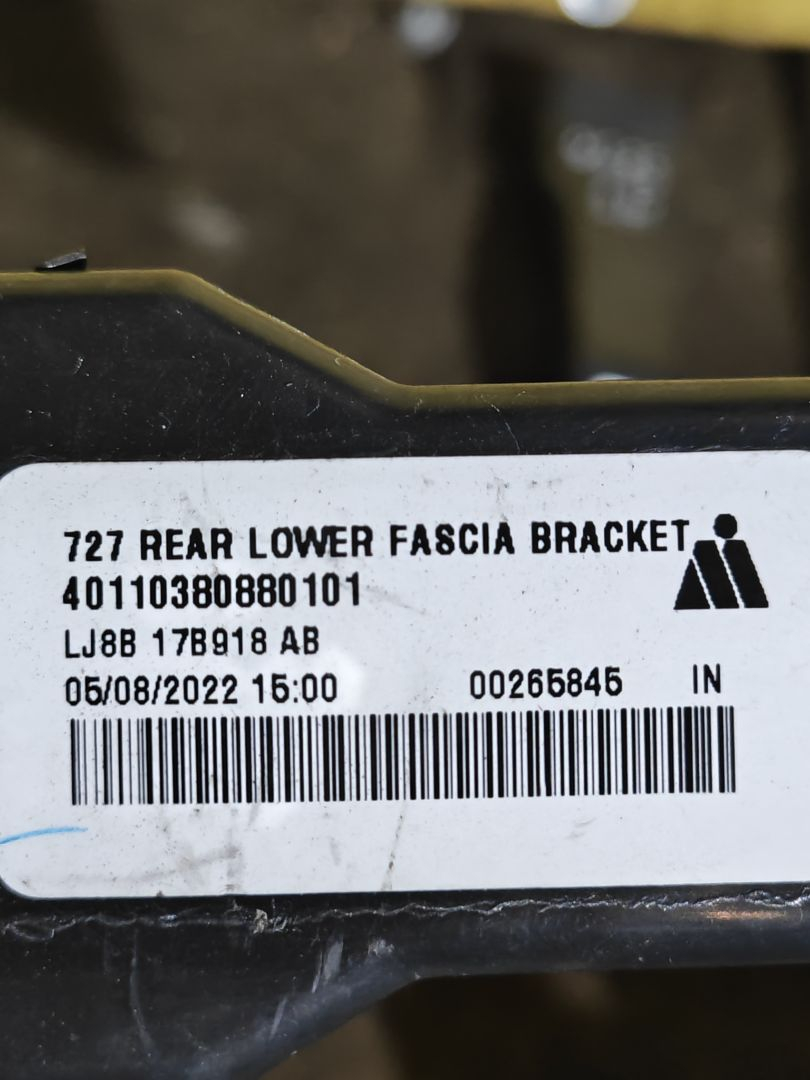 727 REAR LOWER FASCIA BRACKET
40110380880101
LJ8B 17B918 AB
05/08/2022 15:00 00265845 IN